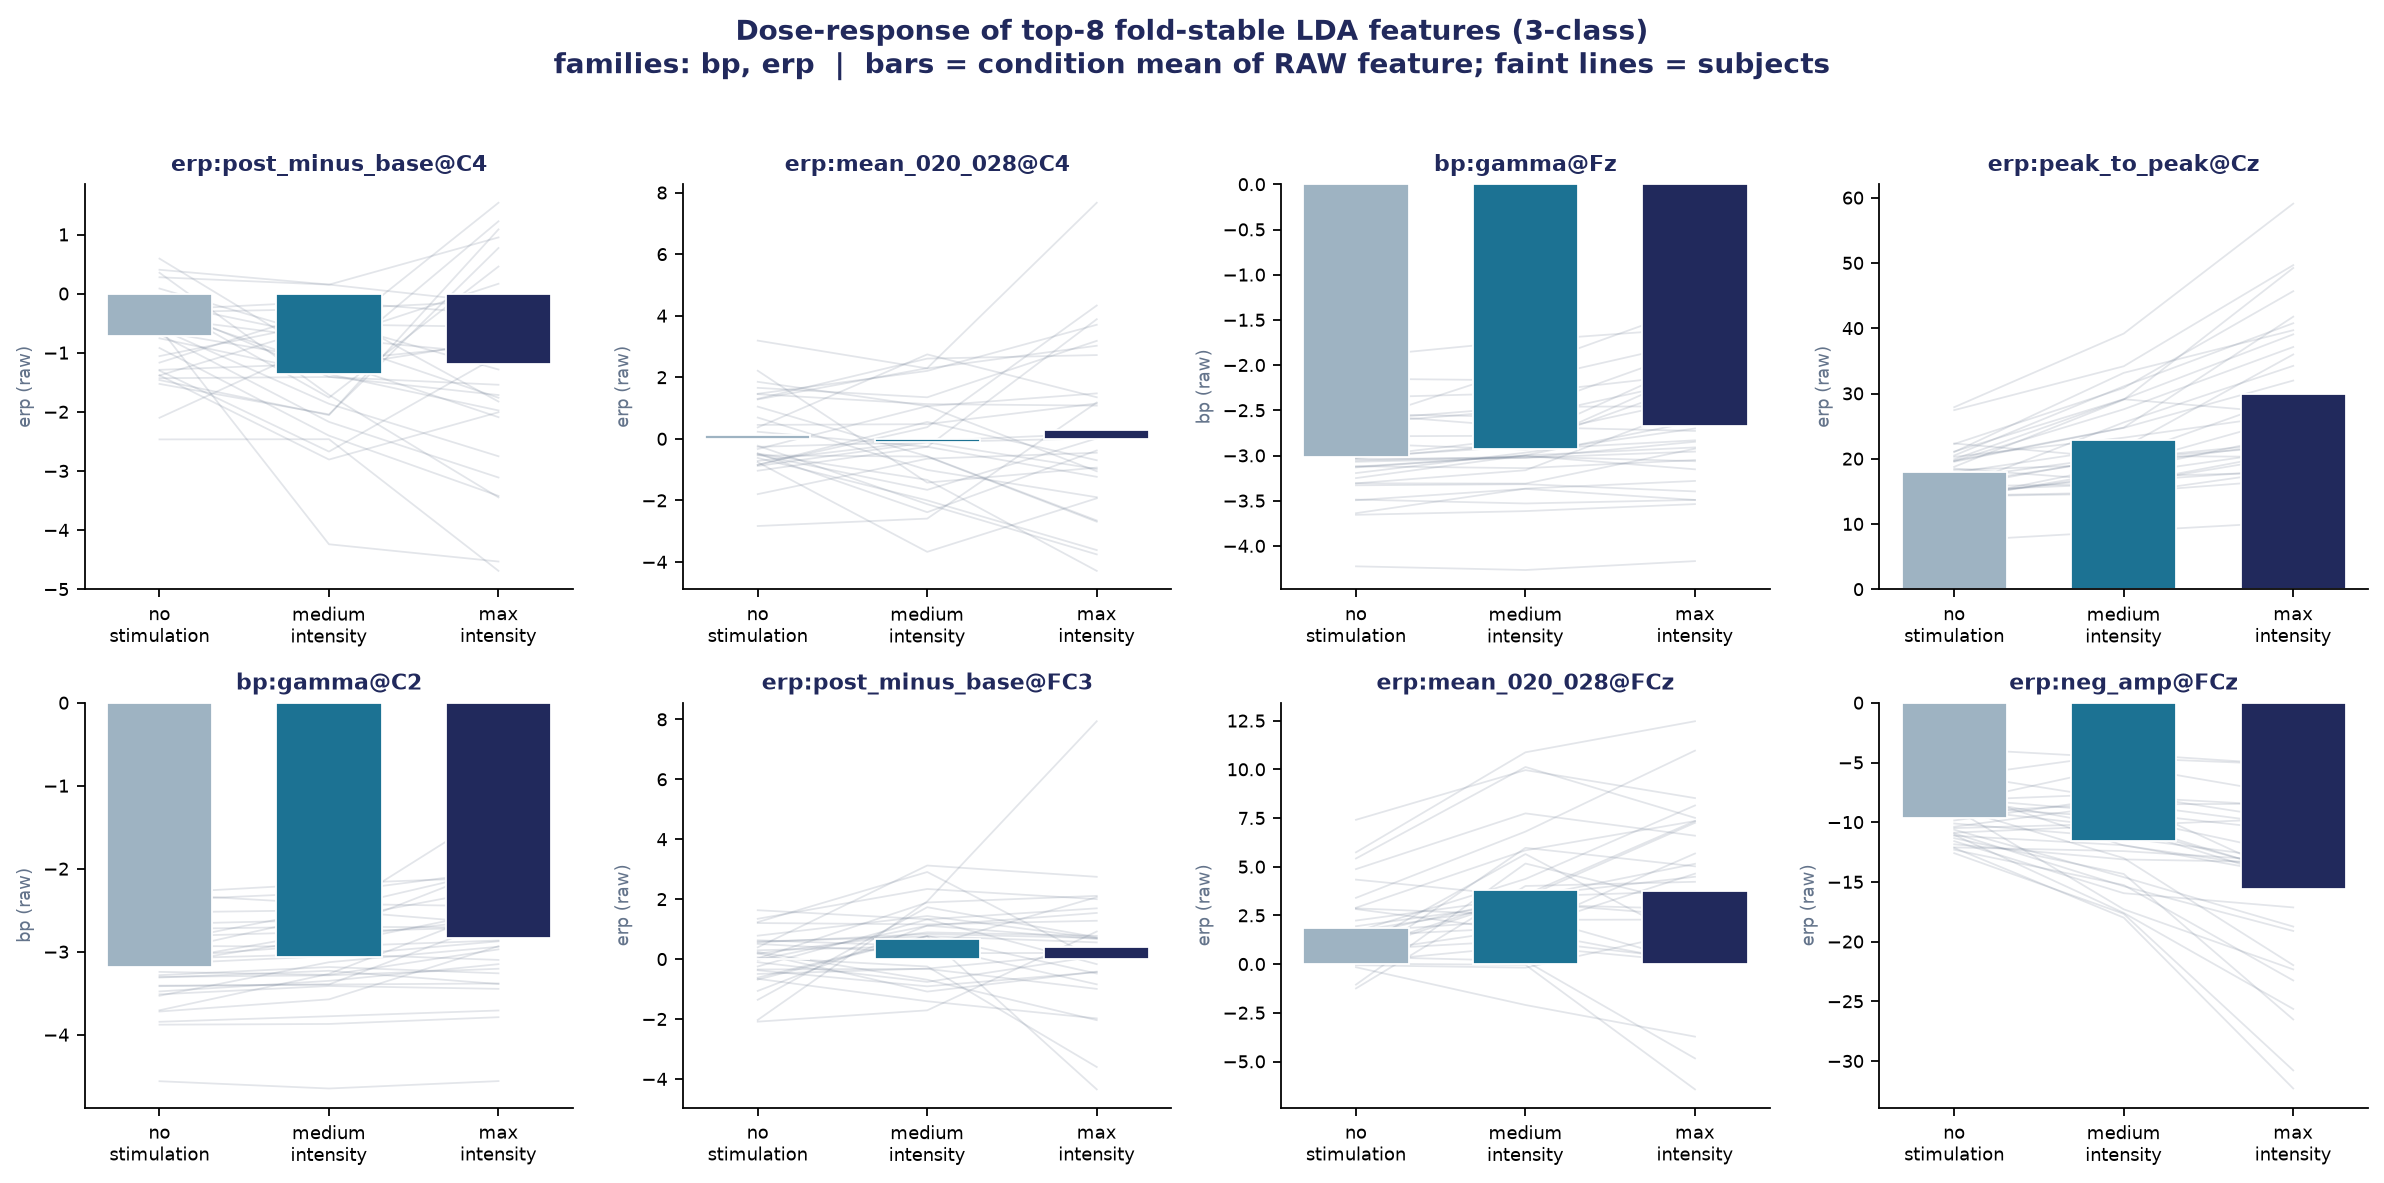 Dose-response of top-8 fold-stable LDA features (3-class)
families: bp, erp | bars = condition mean of RAW feature; faint lines = subjects
erp:post_minus_base@C4
erp (raw)
1
0
−1
−2
−3
−4
−5
no stimulation
medium intensity
max intensity
erp:mean_020_028@C4
erp (raw)
8
6
4
2
0
−2
−4
no stimulation
medium intensity
max intensity
bp:gamma@Fz
bp (raw)
0.0
−0.5
−1.0
−1.5
−2.0
−2.5
−3.0
−3.5
−4.0
no stimulation
medium intensity
max intensity
erp:peak_to_peak@Cz
erp (raw)
60
50
40
30
20
10
0
no stimulation
medium intensity
max intensity
bp:gamma@C2
bp (raw)
0
−1
−2
−3
−4
no stimulation
medium intensity
max intensity
erp:post_minus_base@FC3
erp (raw)
8
6
4
2
0
−2
−4
no stimulation
medium intensity
max intensity
erp:mean_020_028@FCz
erp (raw)
12.5
10.0
7.5
5.0
2.5
0.0
−2.5
−5.0
no stimulation
medium intensity
max intensity
erp:neg_amp@FCz
erp (raw)
0
−5
−10
−15
−20
−25
−30
no stimulation
medium intensity
max intensity